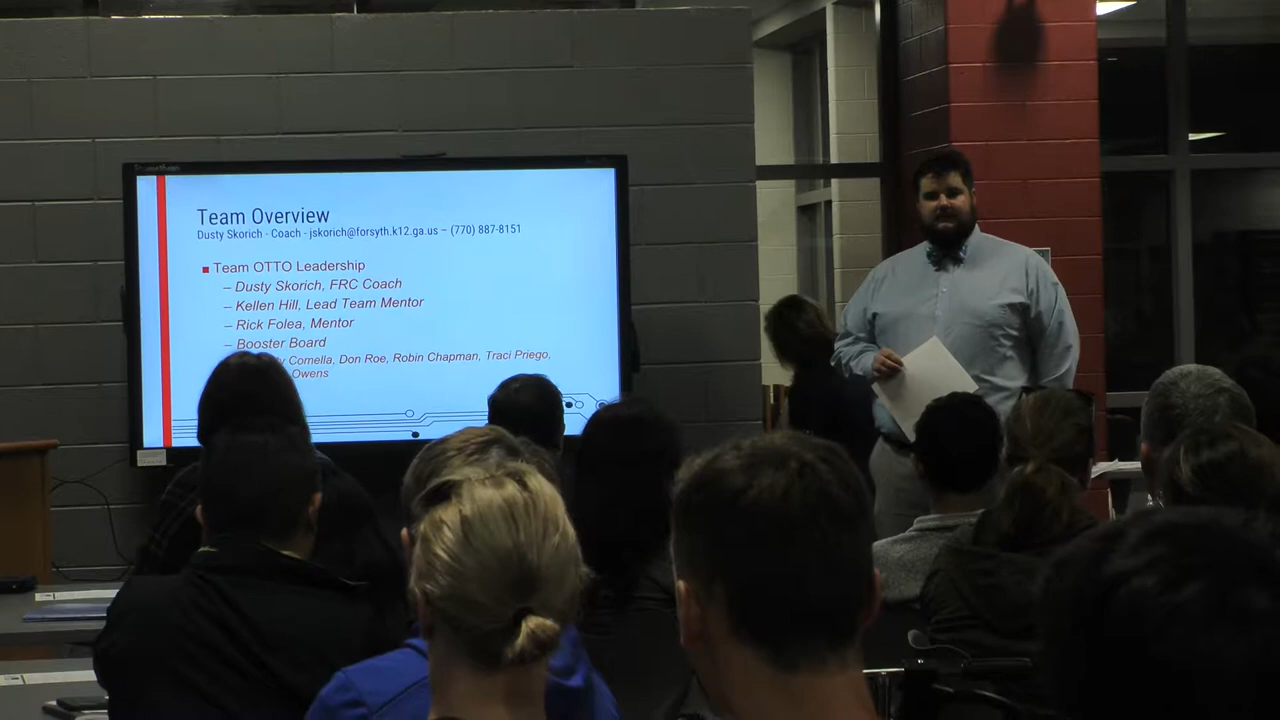 Team Overview
Dusty Skorich - Coach - jskorich@forsyth.k12.ga.us – (770) 887-8151
Team OTTO Leadership
– Dusty Skorich, FRC Coach
– Kellen Hill, Lead Team Mentor
– Rick Folea, Mentor
– Booster Board
Cornella, Don Roe, Robin Chapman, Traci Priego,
Owens